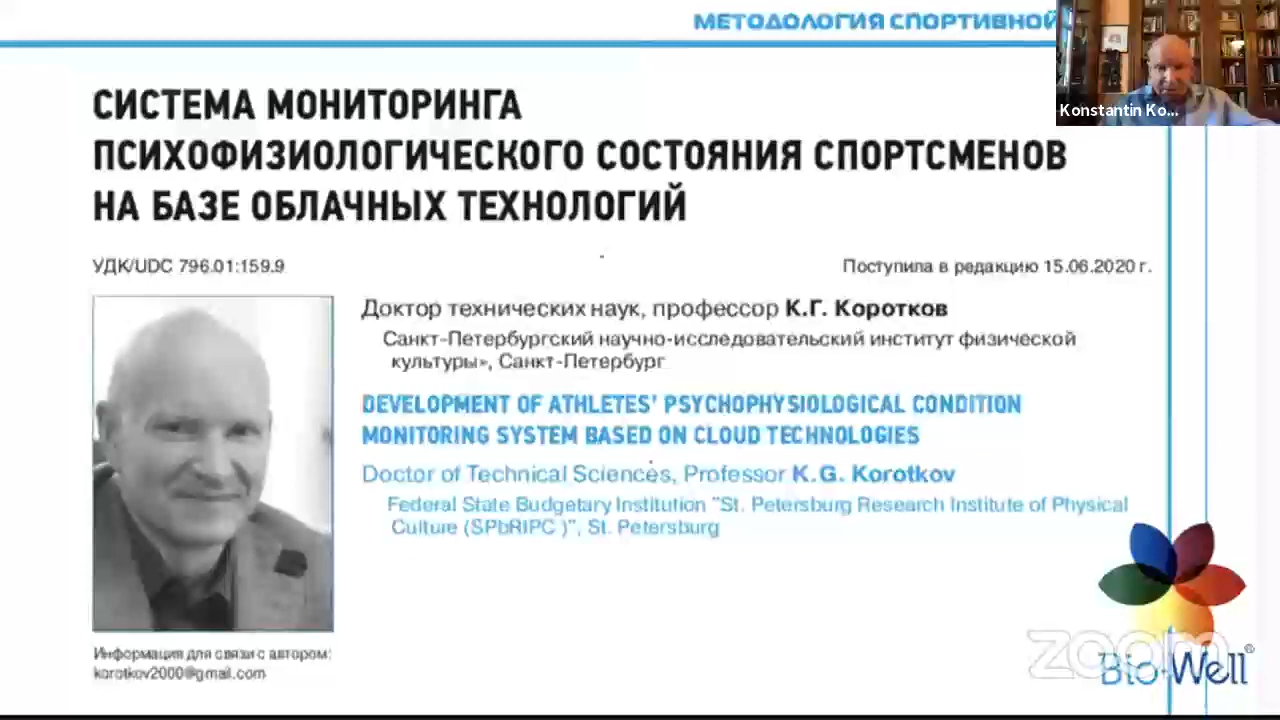 МЕТОДОЛОГИЯ СПОРТИВНОЙ
Konstantin Ko...
СИСТЕМА МОНИТОРИНГА
ПСИХОФИЗИОЛОГИЧЕСКОГО СОСТОЯНИЯ СПОРТСМЕНОВ
НА БАЗЕ ОБЛАЧНЫХ ТЕХНОЛОГИЙ
УДК/UDC 796.01:159.9
Поступила в редакцию 15.06.2020 г.
Доктор технических наук, профессор К.Г. Коротков
Санкт-Петербургский научно-исследовательский институт физической
культуры», Санкт-Петербург
DEVELOPMENT OF ATHLETES' PSYCHOPHYSIOLOGICAL CONDITION
MONITORING SYSTEM BASED ON CLOUD TECHNOLOGIES
Doctor of Technical Sciences, Professor K.G. Korotkov
Federal State Budgetary Institution "St. Petersburg Research Institute of Physical
Culture (SPbRIPC )", St. Petersburg
Информация для связи с автором:
korotkov2000@gmail.com
zoom
Bio-Well®